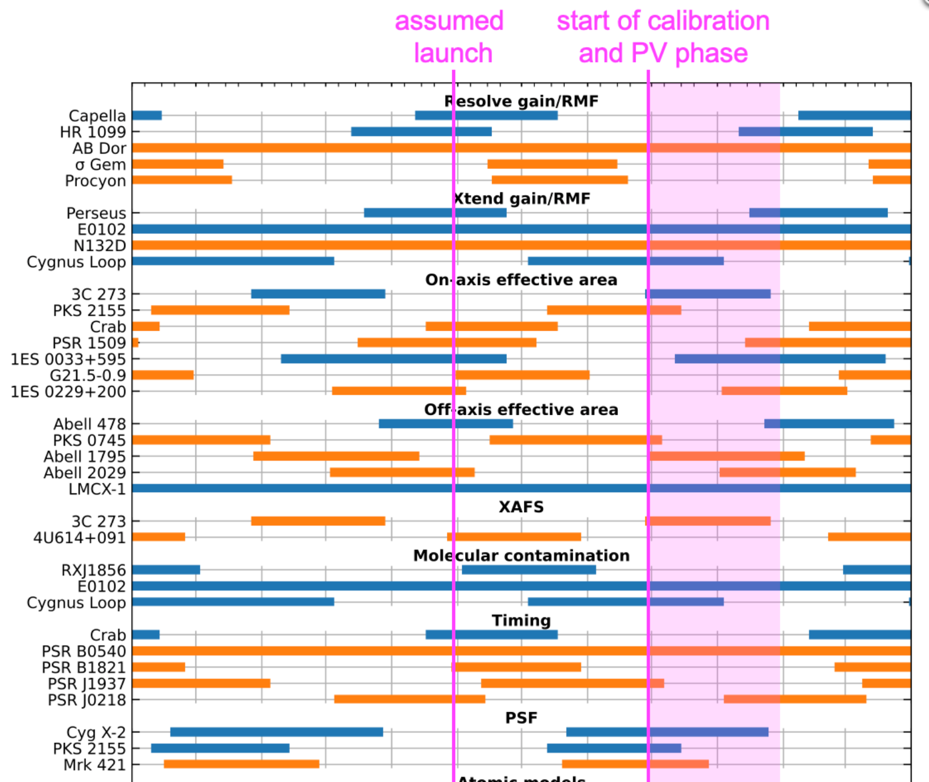 assumed
launch
start of calibration
and PV phase
Resolve gain/RMF
Capella
HR 1099
AB Dor
σ Gem
Procyon
Xtend gain/RMF
Perseus
E0102
N132D
Cygnus Loop
On-axis effective area
3C 273
PKS 2155
Crab
PSR 1509
1ES 0033+595
G21.5-0.9
1ES 0229+200
Off-axis effective area
Abell 478
PKS 0745
Abell 1795
Abell 2029
LMCX-1
XAFS
3C 273
4U614+091
Molecular contamination
RXJ1856
E0102
Cygnus Loop
Timing
Crab
PSR B0540
PSR B1821
PSR J1937
PSR J0218
PSF
Cyg X-2
PKS 2155
Mrk 421
Atomic models